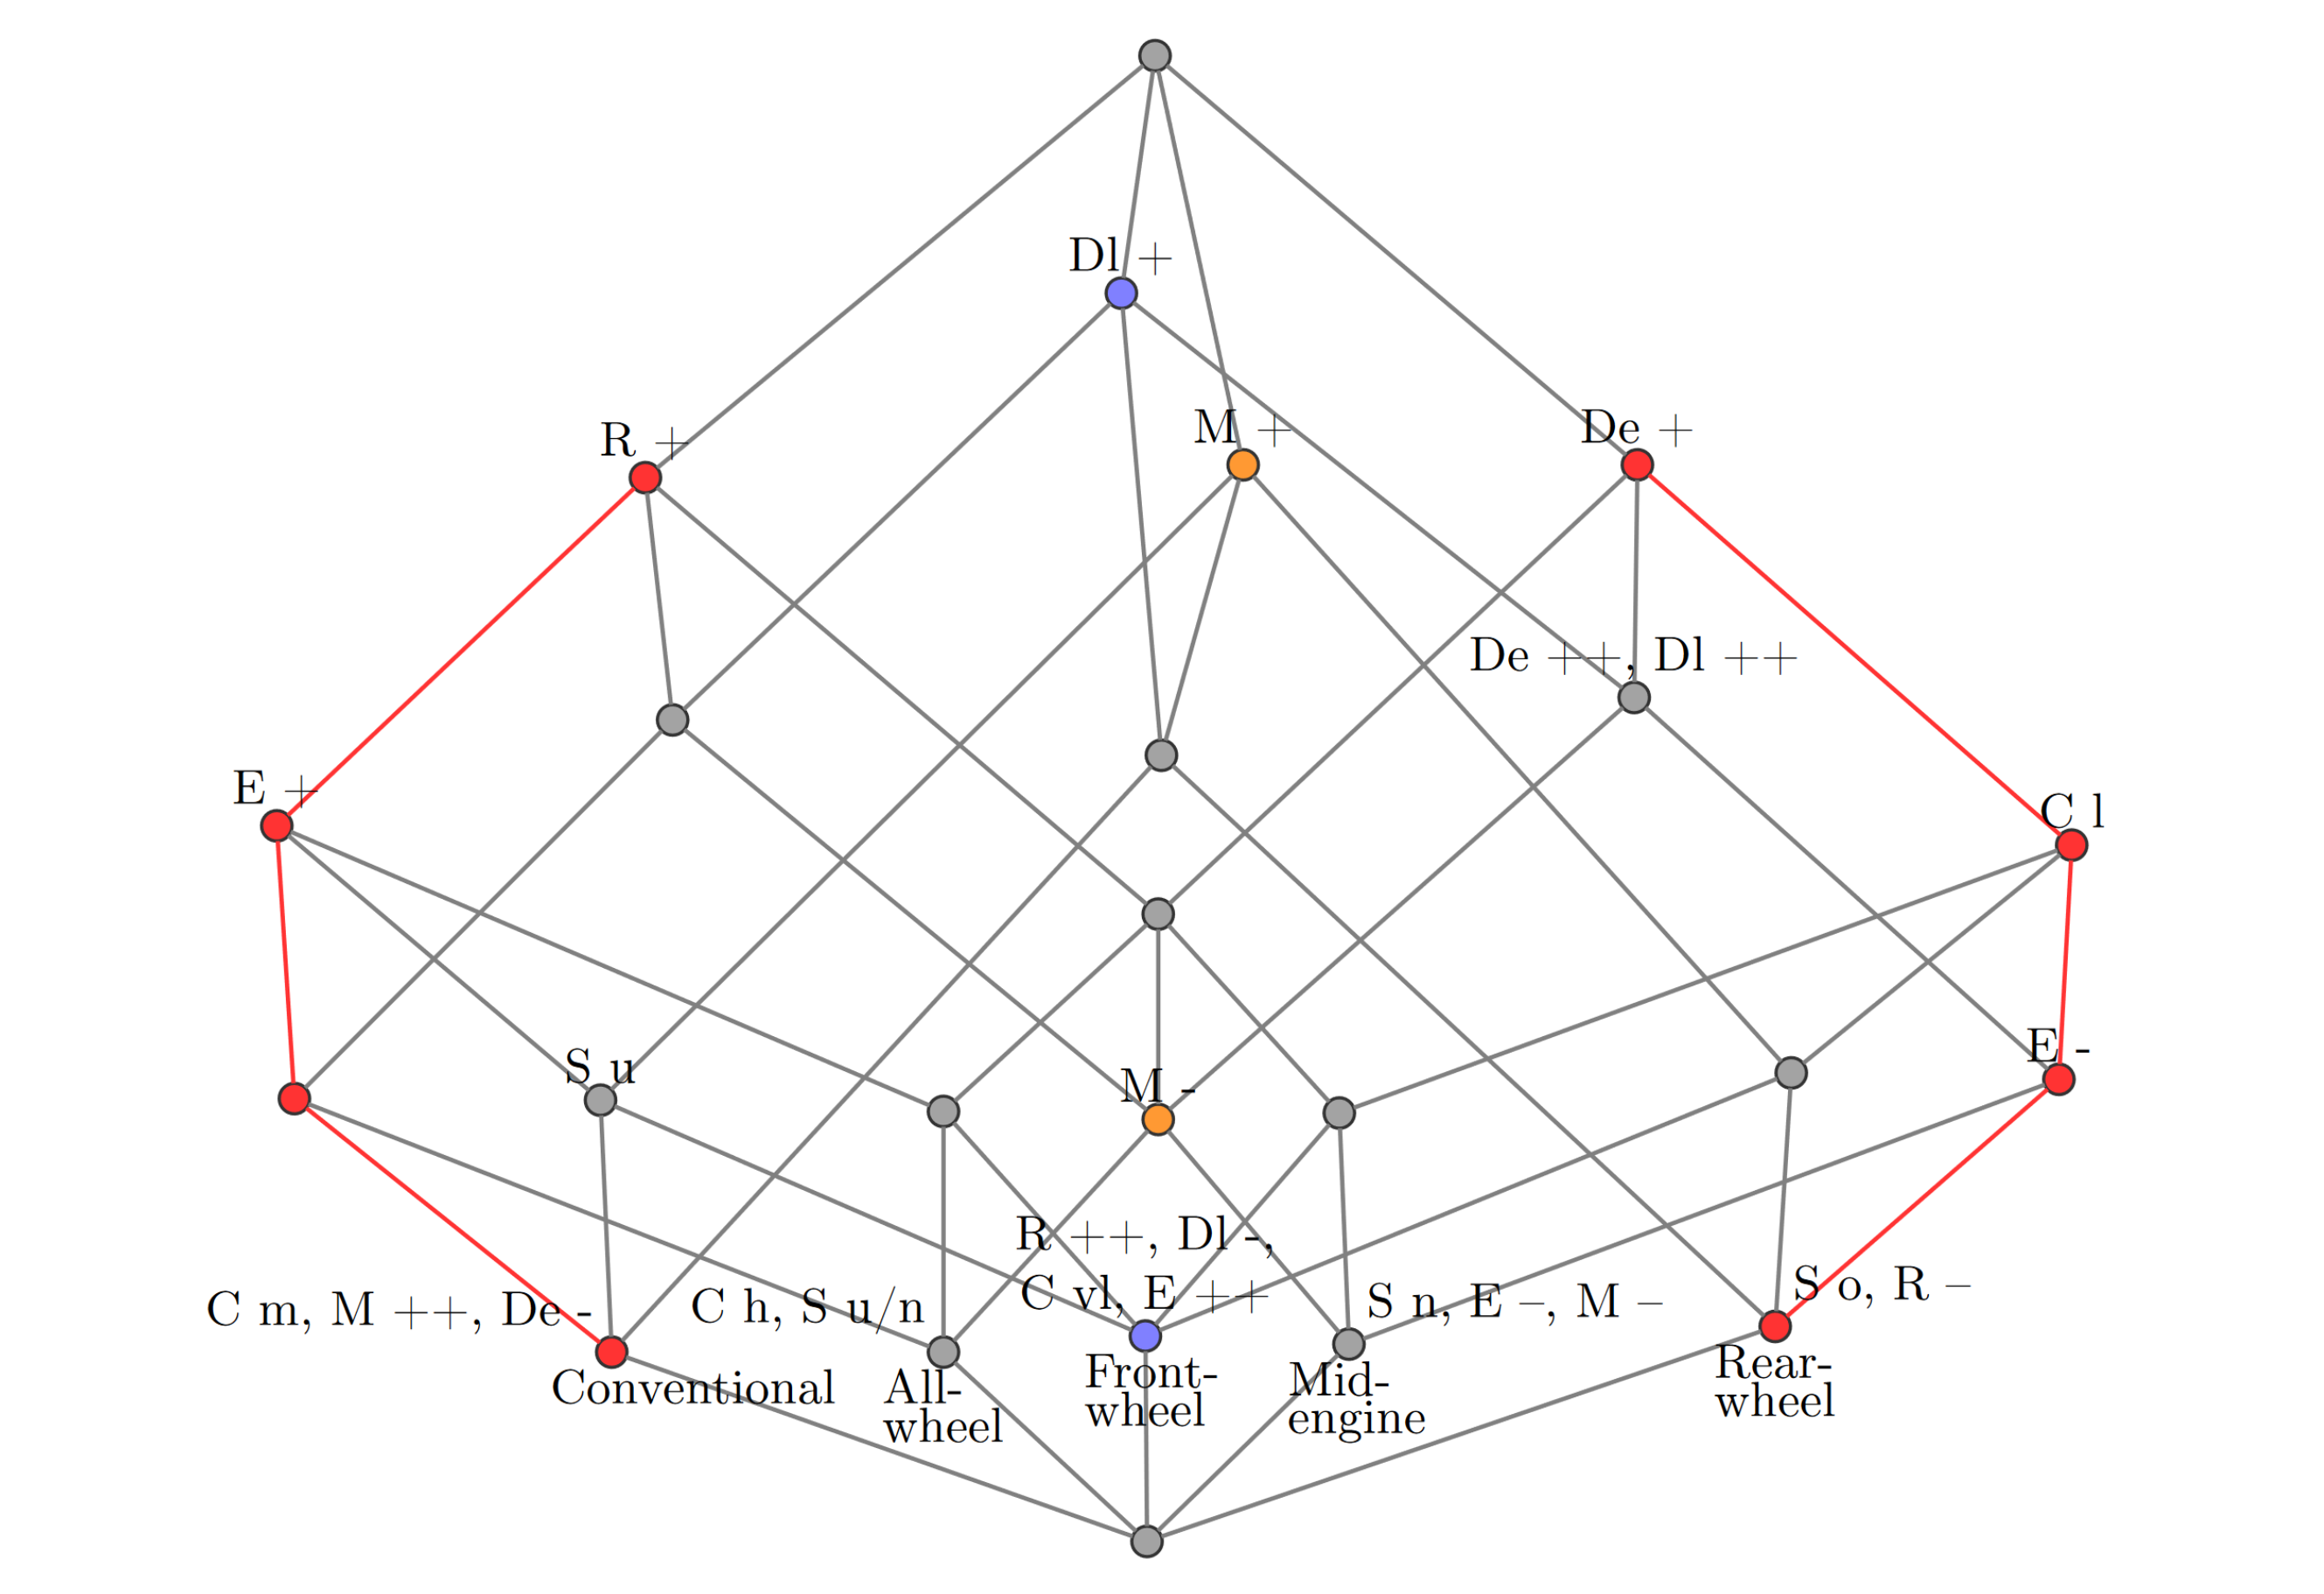 Dl +
R +
M +
De +
De ++, Dl ++
E +
C l
S u
M -
E -
R ++, Dl -,
C vl, E ++
C m, M ++, De -
C h, S u/n
S n, E –, M –
S o, R –
Conventional
All-
wheel
Front-
wheel
Mid-
engine
Rear-
wheel